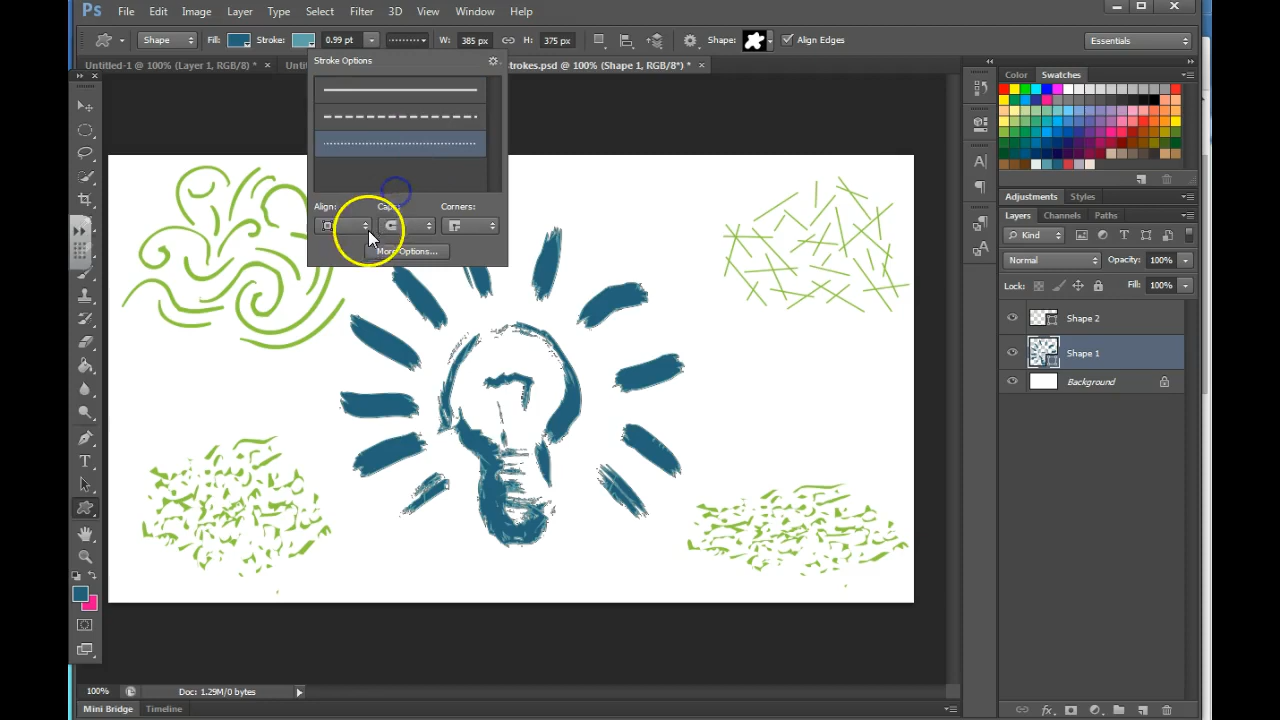 Ps File Edit Image Layer Type Select Filter 3D View Window Help
Shape Fill: Stroke: 0.99 pt W: 385 px H: 375 px Shape: Align Edges Essentials
Untitled-1 @ 100% (Layer 1, RGB/8) * × strokes.psd @ 100% (Shape 1, RGB/8*) * ×
Stroke Options
Align: Caps: Corners:
More Options...
Color Swatches
Adjustments Styles
Layers Channels Paths
Kind
Normal Opacity: 100%
Lock: Fill: 100%
Shape 2
Shape 1
Background
100% Doc: 1.29M/0 bytes
Mini Bridge Timeline